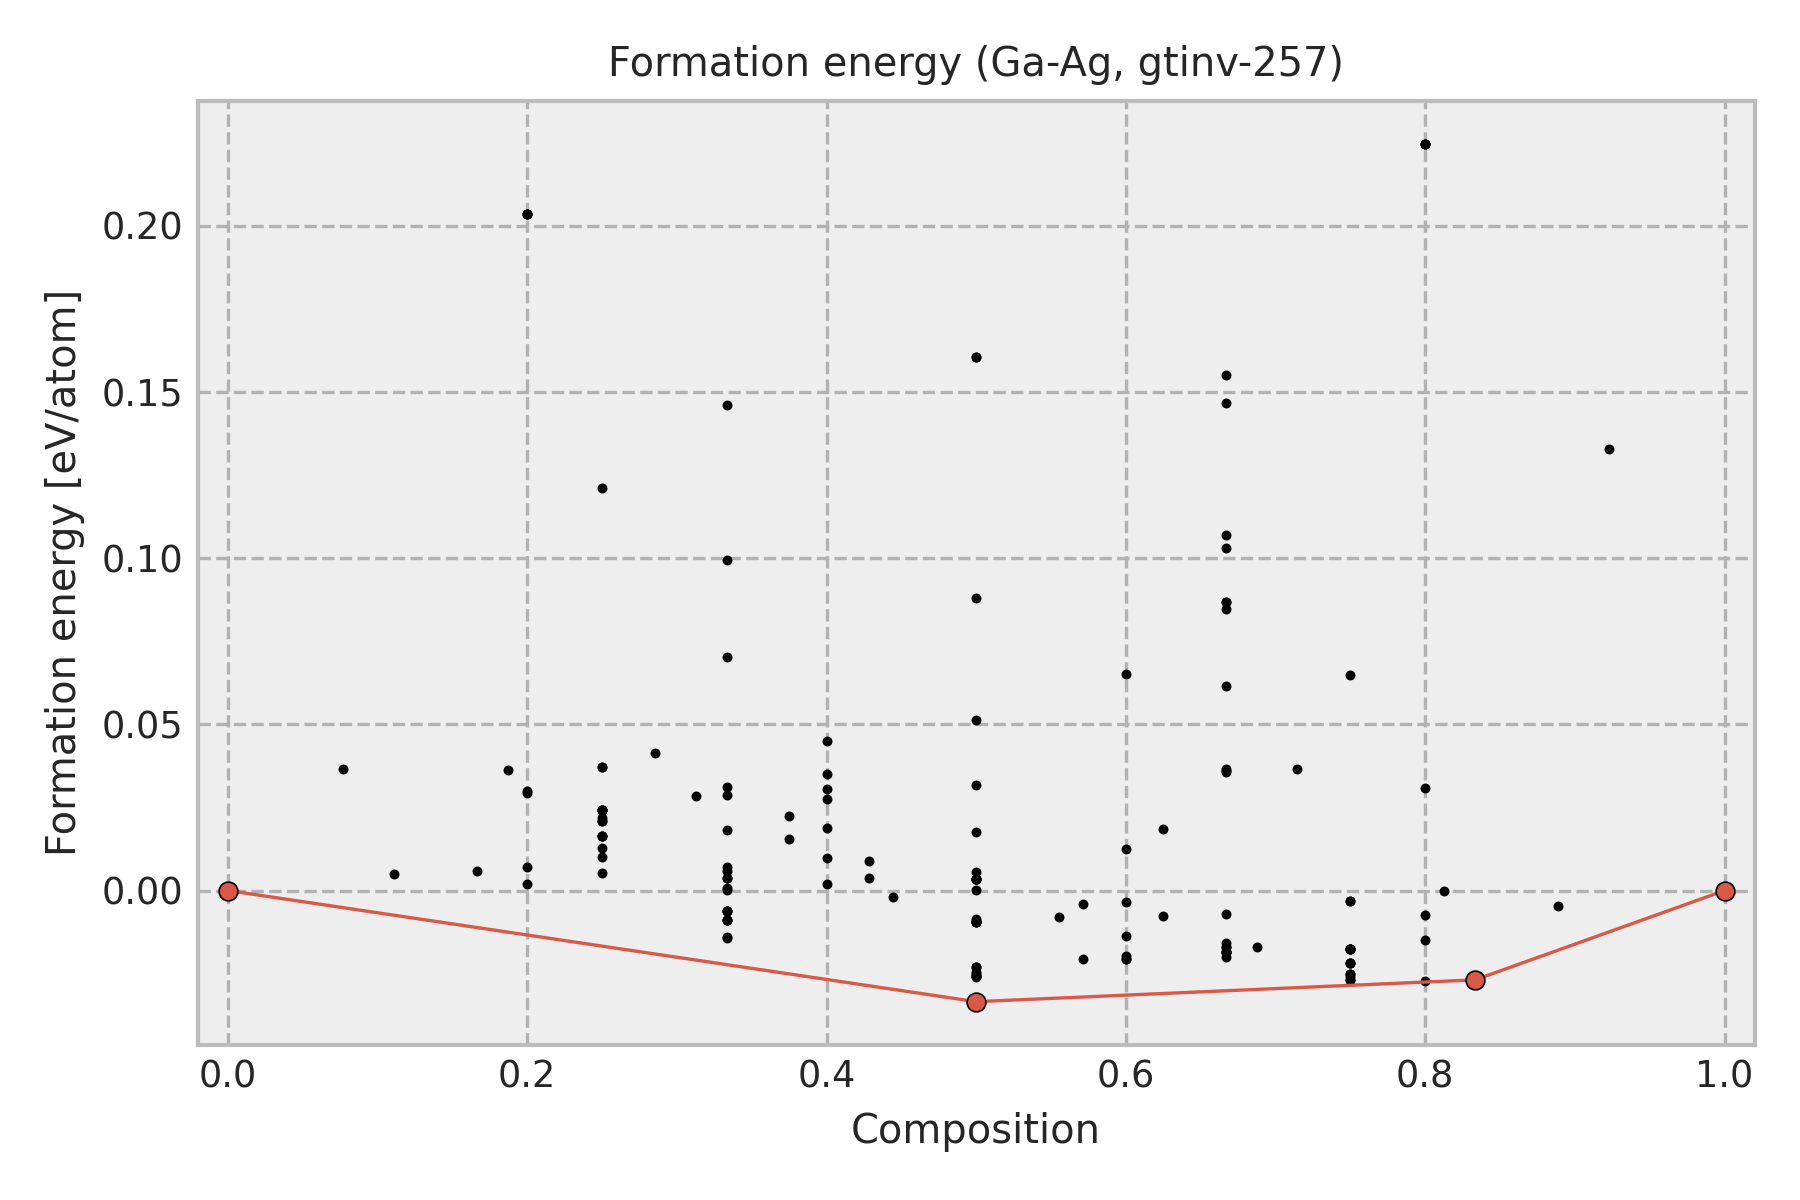 Formation energy (Ga-Ag, gtinv-257)
Formation energy [eV/atom]
0.20
0.15
0.10
0.05
0.00
0.0 0.2 0.4 0.6 0.8 1.0
Composition